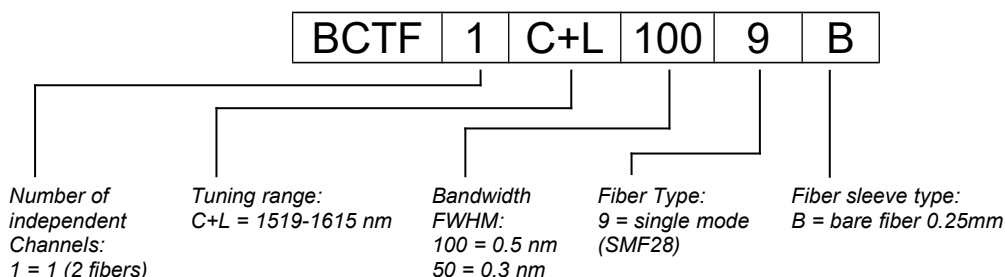 BCTF 1 C+L 100 9 B
Number of
independent
Channels:
1 = 1 (2 fibers)
Tuning range:
C+L = 1519-1615 nm
Bandwidth
FWHM:
100 = 0.5 nm
50 = 0.3 nm
Fiber Type:
9 = single mode
(SMF28)
Fiber sleeve type:
B = bare fiber 0.25mm